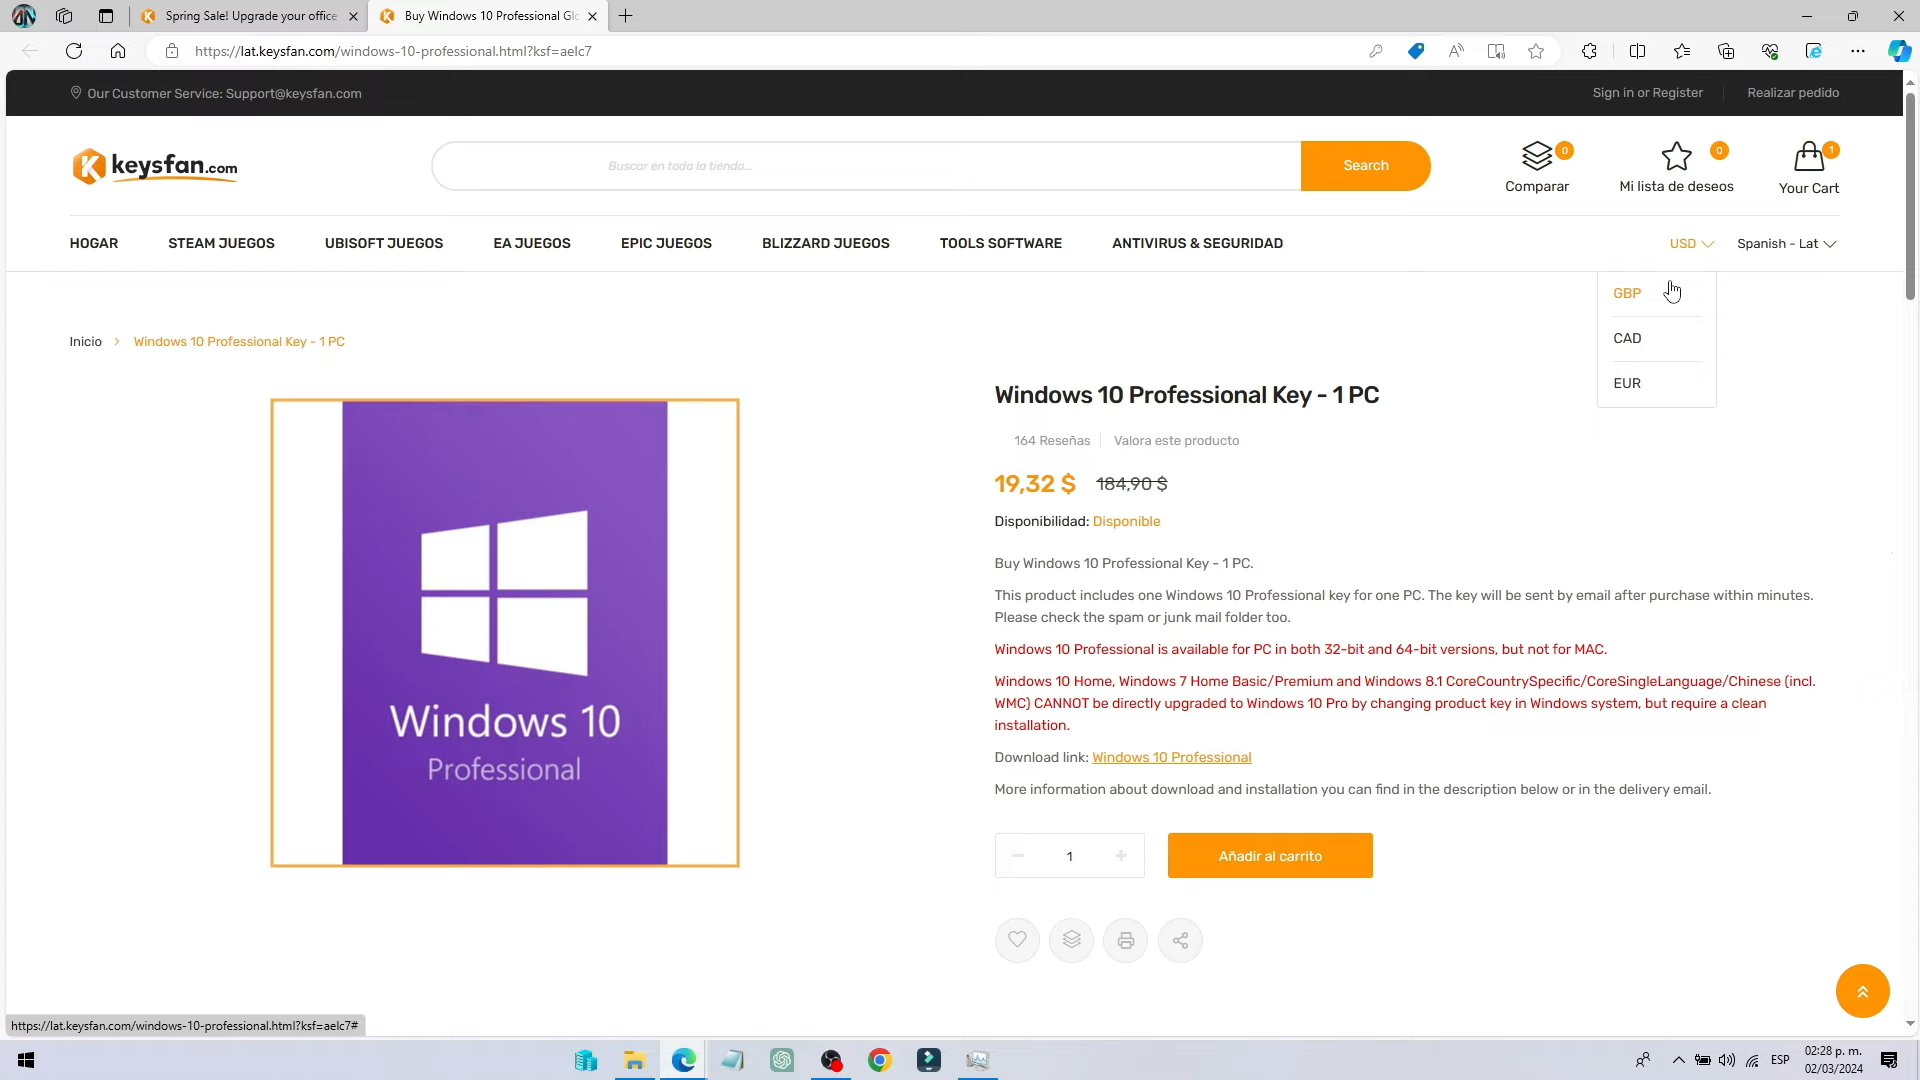 Spring Sale! Upgrade your office
Buy Windows 10 Professional Gl
https://lat.keysfan.com/windows-10-professional.html?ksf=aelc7
Our Customer Service: Support@keysfan.com
Sign in or Register
Realizar pedido
keysfan.com
Buscar en toda la tienda...
Search
0
Comparar
0
Mi lista de deseos
1
Your Cart
HOGAR
STEAM JUEGOS
UBISOFT JUEGOS
EA JUEGOS
EPIC JUEGOS
BLIZZARD JUEGOS
TOOLS SOFTWARE
ANTIVIRUS & SEGURIDAD
USD
Spanish - Lat
GBP
CAD
EUR
Inicio
Windows 10 Professional Key - 1 PC
Windows 10
Professional
Windows 10 Professional Key - 1 PC
164 Reseñas
Valora este producto
19,32 $
184,90 $
Disponibilidad: Disponible
Buy Windows 10 Professional Key - 1 PC.
This product includes one Windows 10 Professional key for one PC. The key will be sent by email after purchase within minutes.
Please check the spam or junk mail folder too.
Windows 10 Professional is available for PC in both 32-bit and 64-bit versions, but not for MAC.
Windows 10 Home, Windows 7 Home Basic/Premium and Windows 8.1 CoreCountrySpecific/CoreSingleLanguage/Chinese (incl.
WMC) CANNOT be directly upgraded to Windows 10 Pro by changing product key in Windows system, but require a clean
installation.
Download link: Windows 10 Professional
More information about download and installation you can find in the description below or in the delivery email.
1
Añadir al carrito
https://lat.keysfan.com/windows-10-professional.html?ksf=aelc7#
ESP
02:28 p. m.
02/03/2024